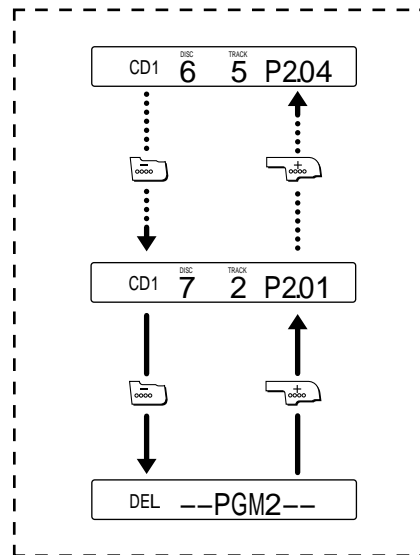 DISC TRACK
CD1 6 5 P2.04
− +
DISC TRACK
CD1 7 2 P2.01
− +
DEL --PGM2--